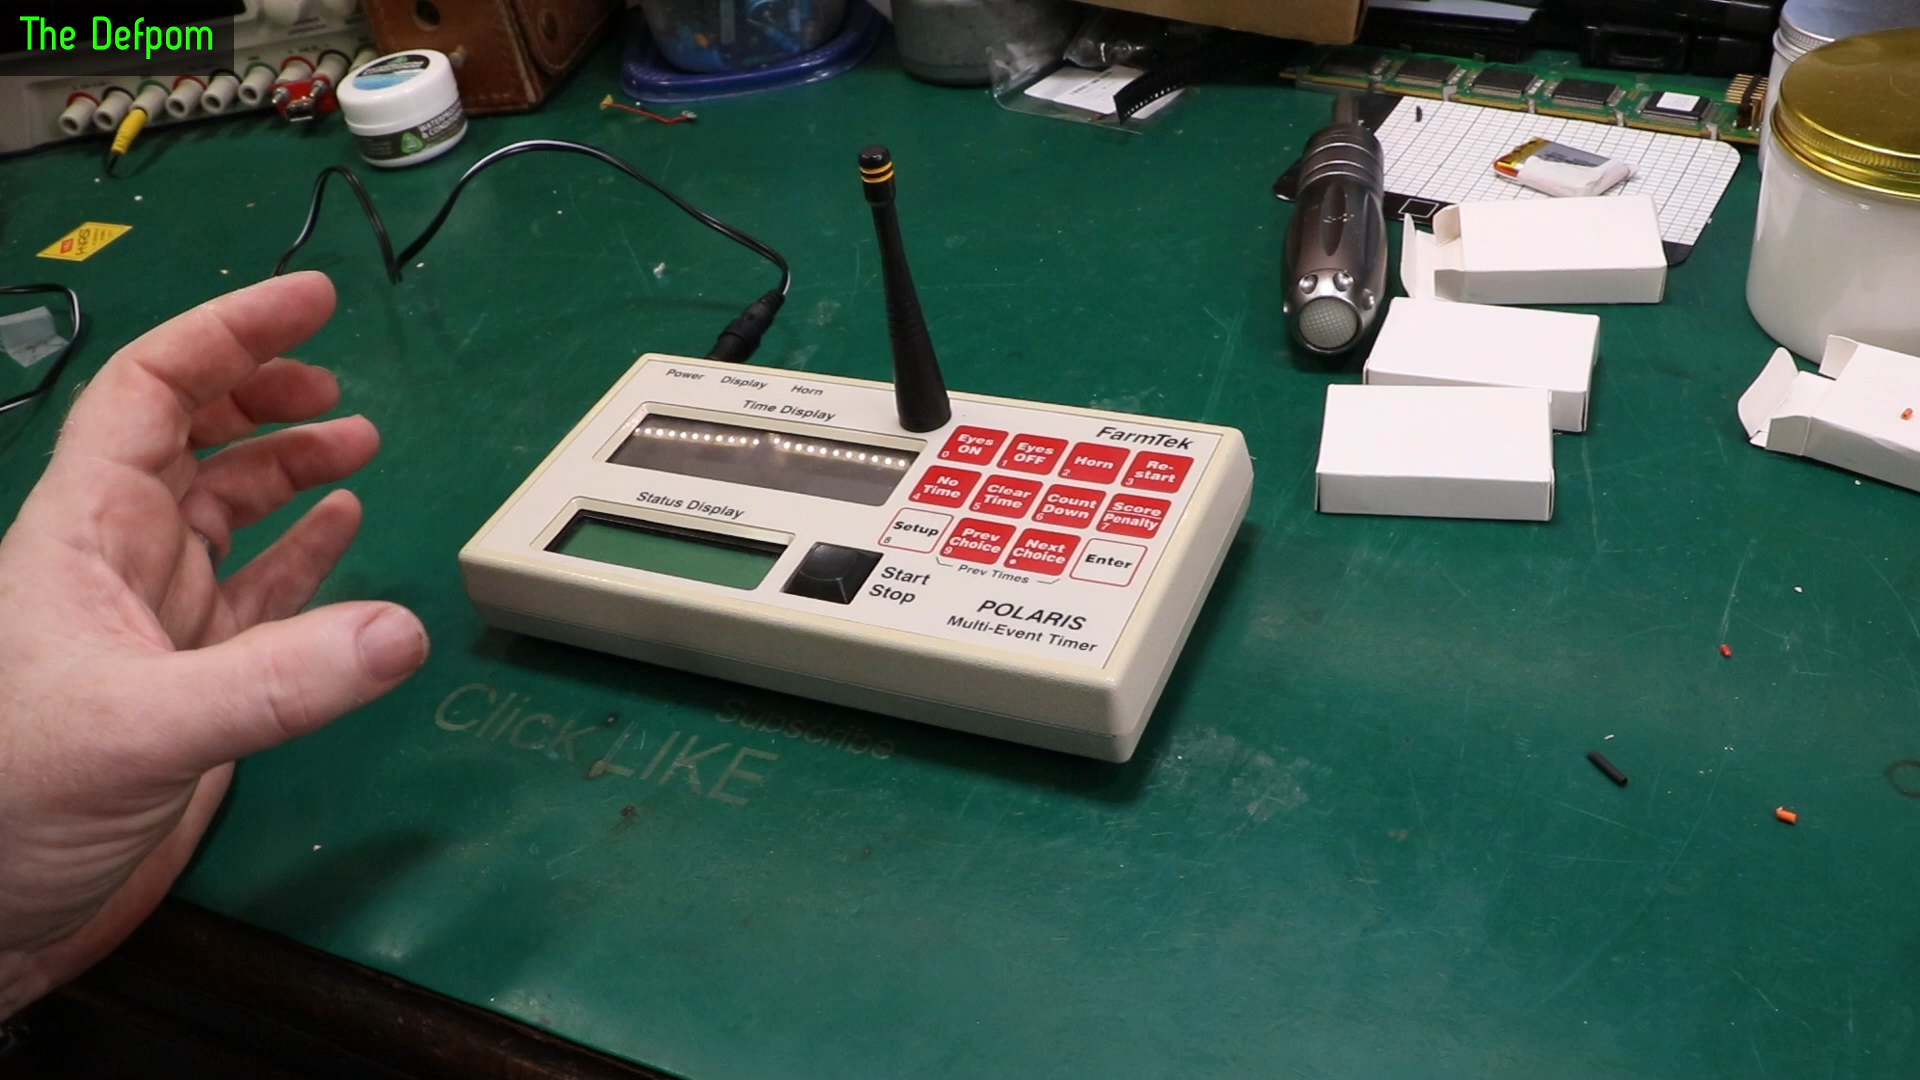 The Defpom
Power Display Horn
Time Display
Status Display
Start
Stop
FarmTek
Eyes
ON
0
Eyes
OFF
1
Horn
2
Re-
start
3
No
Time
4
Clear
Time
5
Count
Down
6
Score
Penalty
7
Setup
8
Prev
Choice
9
Next
Choice
Enter
Prev Times
POLARIS
Multi-Event Timer
Subscribe
Click LIKE